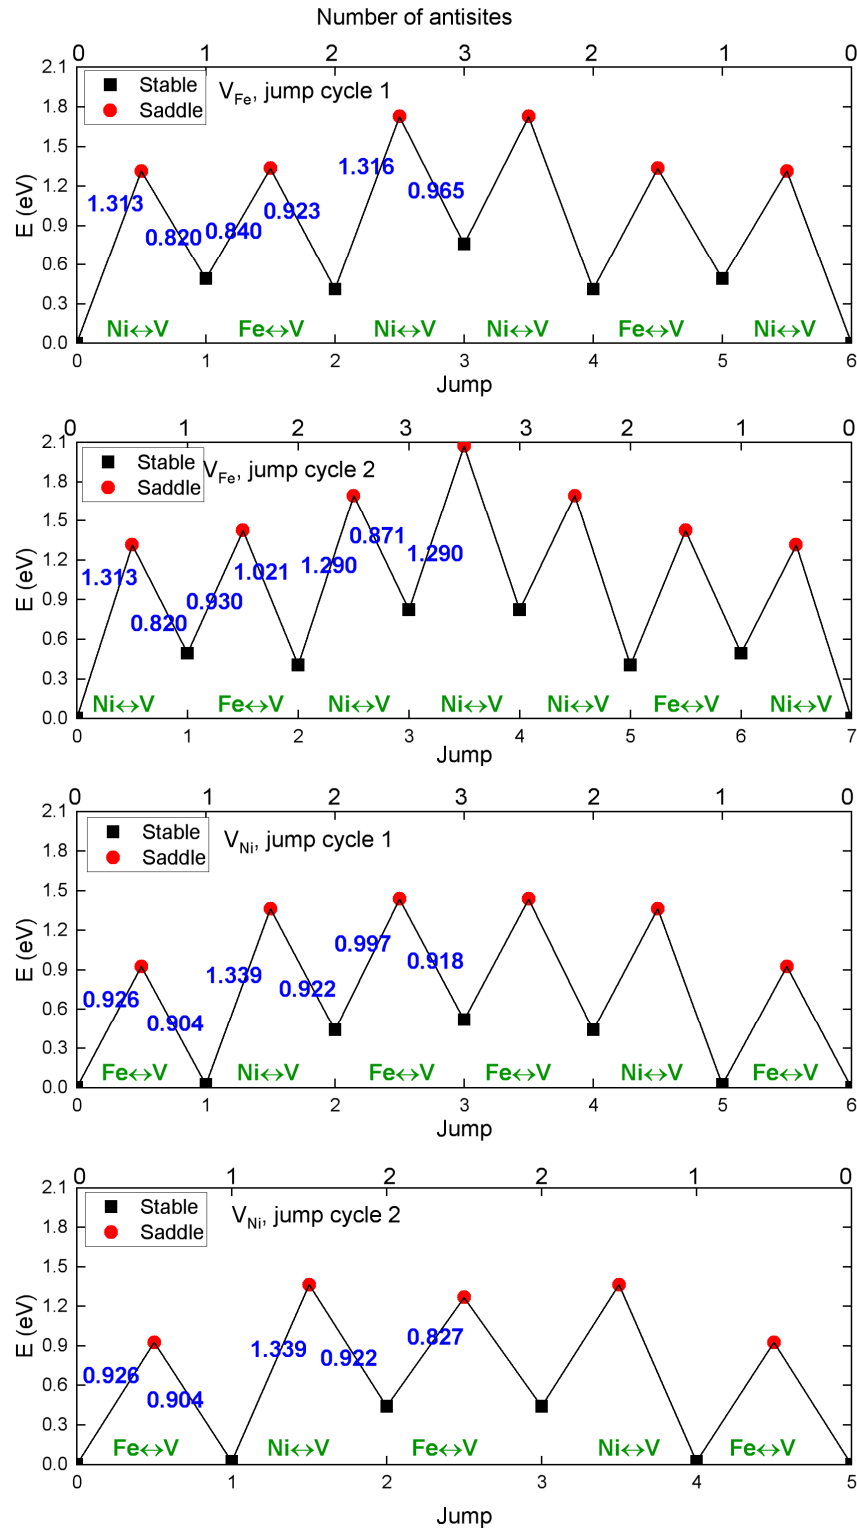 Number of antisites
0 1 2 3 2 1 0
2.1
Stable
Saddle
V_Fe, jump cycle 1
1.8
1.5
1.316
0.965
1.2
1.313
0.923
0.9
0.820
0.840
0.6
0.3
Ni↔V Fe↔V Ni↔V Ni↔V Fe↔V Ni↔V
0.0
E (eV)
0 1 2 3 4 5 6
Jump
0 1 2 3 3 2 1 0
2.1
Stable
Saddle
V_Fe, jump cycle 2
1.8
1.5
0.871
1.290
1.2
1.290
1.021
1.313
0.9
0.930
0.820
0.6
0.3
Ni↔V Fe↔V Ni↔V Ni↔V Ni↔V Fe↔V Ni↔V
0.0
E (eV)
0 1 2 3 4 5 6 7
Jump
0 1 2 3 2 1 0
2.1
Stable
Saddle
V_Ni, jump cycle 1
1.8
1.5
1.2
0.997
0.918
0.9
1.339
0.922
0.926
0.6
0.904
0.3
Fe↔V Ni↔V Fe↔V Fe↔V Ni↔V Fe↔V
0.0
E (eV)
0 1 2 3 4 5 6
Jump
0 1 2 2 1 0
2.1
Stable
Saddle
V_Ni, jump cycle 2
1.8
1.5
1.2
0.827
0.9
1.339
0.922
0.926
0.6
0.904
0.3
Fe↔V Ni↔V Fe↔V Ni↔V Fe↔V
0.0
E (eV)
0 1 2 3 4 5
Jump